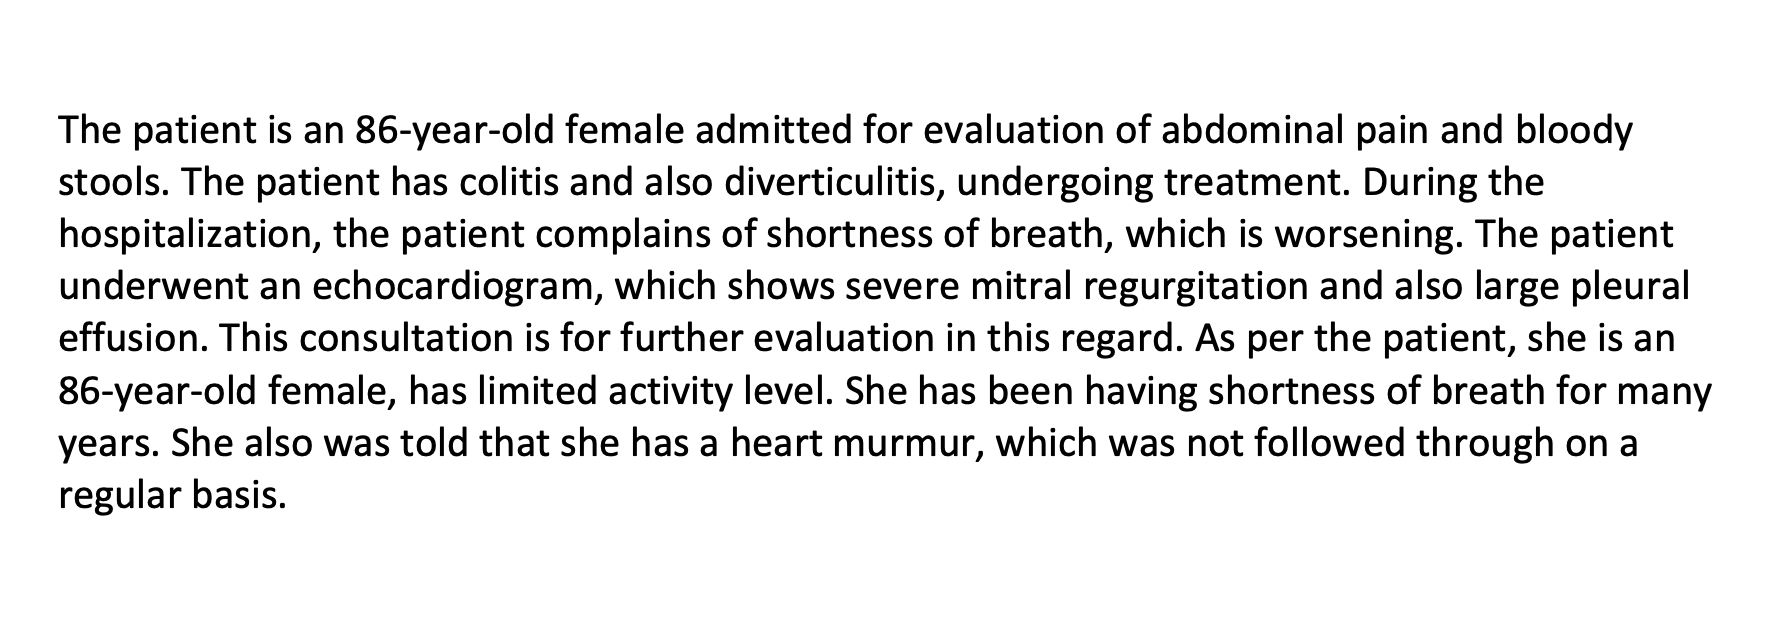 The patient is an 86-year-old female admitted for evaluation of abdominal pain and bloody
stools. The patient has colitis and also diverticulitis, undergoing treatment. During the
hospitalization, the patient complains of shortness of breath, which is worsening. The patient
underwent an echocardiogram, which shows severe mitral regurgitation and also large pleural
effusion. This consultation is for further evaluation in this regard. As per the patient, she is an
86-year-old female, has limited activity level. She has been having shortness of breath for many
years. She also was told that she has a heart murmur, which was not followed through on a
regular basis.